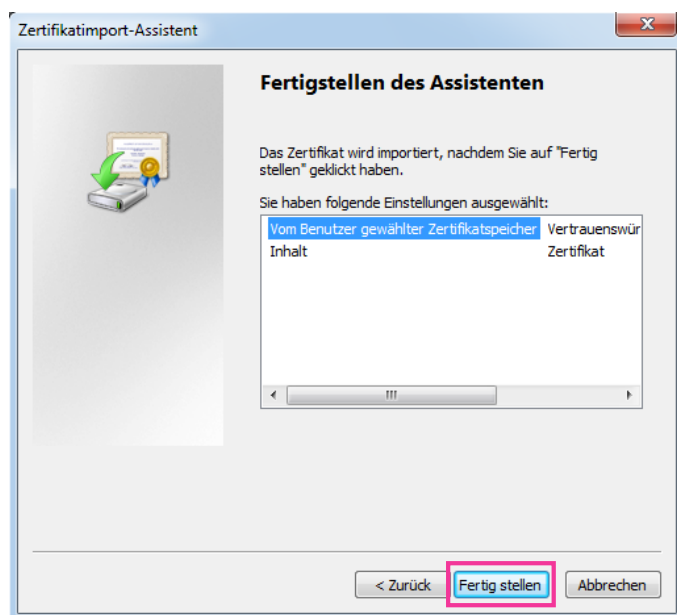 Zertifikatimport-Assistent
Fertigstellen des Assistenten
Das Zertifikat wird importiert, nachdem Sie auf "Fertig
stellen" geklickt haben.
Sie haben folgende Einstellungen ausgewählt:
Vom Benutzer gewählter Zertifikatspeicher Vertrauenswür
Inhalt Zertifikat
< Zurück Fertig stellen Abbrechen